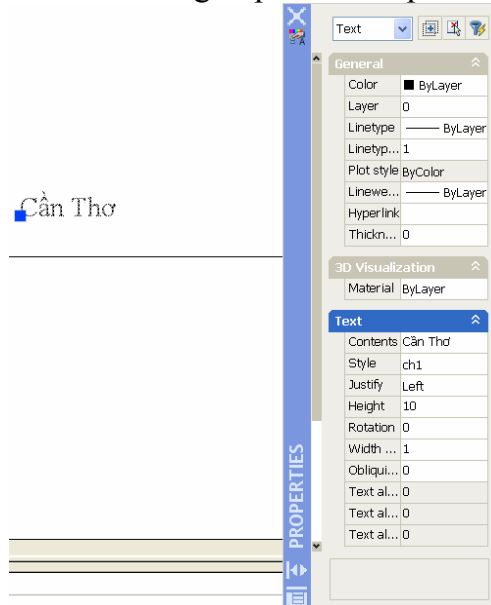 Text
General
Color ByLayer
Layer 0
Linetype ByLayer
Linetyp... 1
Plot style ByColor
Linewe... ByLayer
Hyperlink
Thickn... 0
3D Visualization
Material ByLayer
Cần Thơ
Text
Contents Cần Thơ
Style ch1
Justify Left
Height 10
Rotation 0
Width ... 1
Obliqui... 0
Text al... 0
Text al... 0
Text al... 0
PROPERTIES